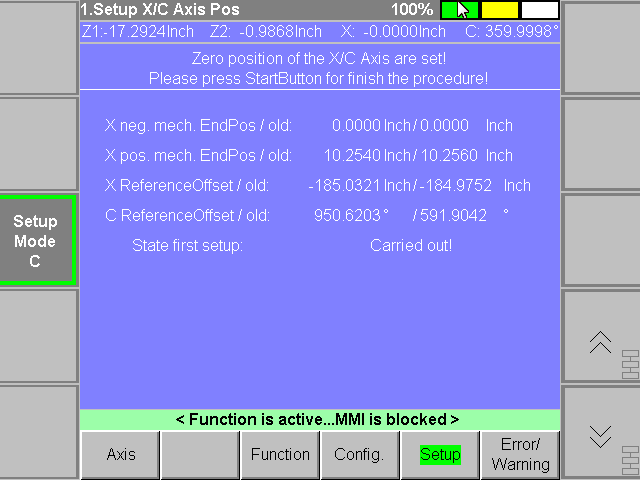 1.Setup X/C Axis Pos 100%
Z1:-17.2924Inch Z2: -0.9868Inch X: -0.0000Inch C: 359.9998°
Zero position of the X/C Axis are set!
Please press StartButton for finish the procedure!
X neg. mech. EndPos / old: 0.0000 Inch / 0.0000 Inch
X pos. mech. EndPos / old: 10.2540 Inch / 10.2560 Inch
X ReferenceOffset / old: -185.0321 Inch / -184.9752 Inch
C ReferenceOffset / old: 950.6203 ° / 591.9042 °
State first setup: Carried out!
Setup
Mode
C
< Function is active...MMI is blocked >
Axis Function Config. Setup Error/
Warning